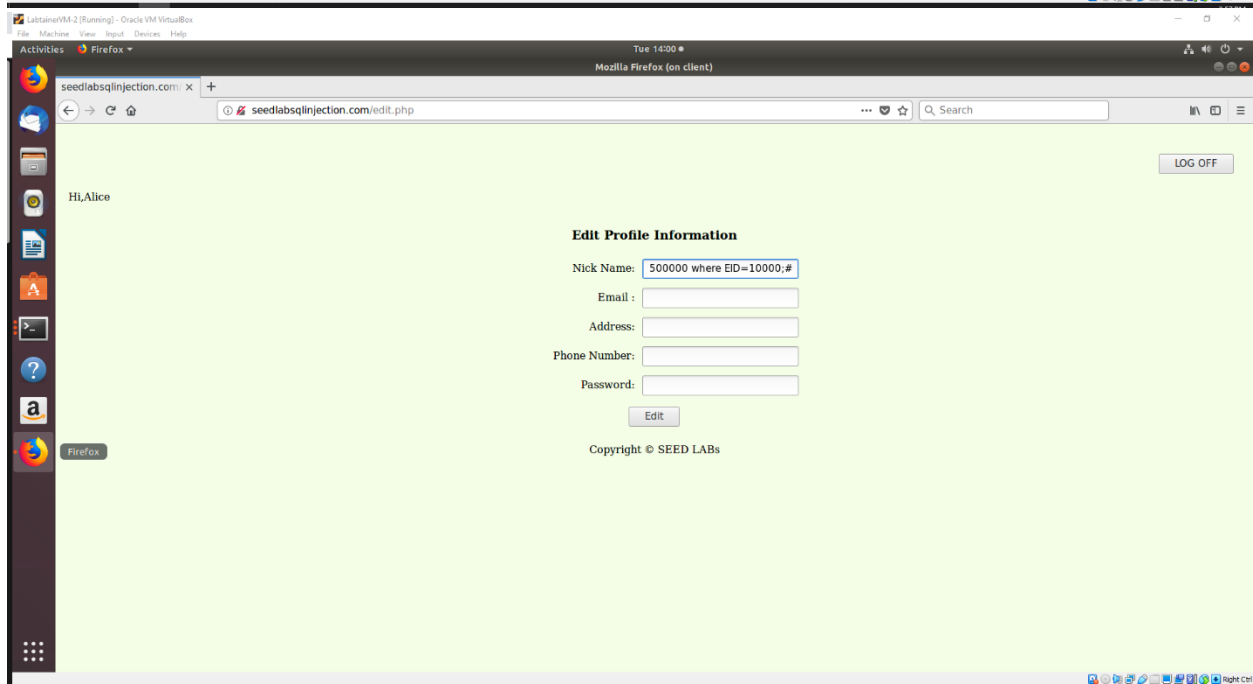 LabtainerVM-2 [Running] - Oracle VM VirtualBox
File Machine View Input Devices Help
Activities Firefox Tue 14:00
Mozilla Firefox (on client)
seedlabsqlinjection.com/ × +
seedlabsqlinjection.com/edit.php Search
LOG OFF
Hi,Alice
Edit Profile Information
Nick Name: 500000 where EID=10000;#
Email :
Address:
Phone Number:
Password:
Edit
Copyright © SEED LABs
Firefox
Right Ctrl